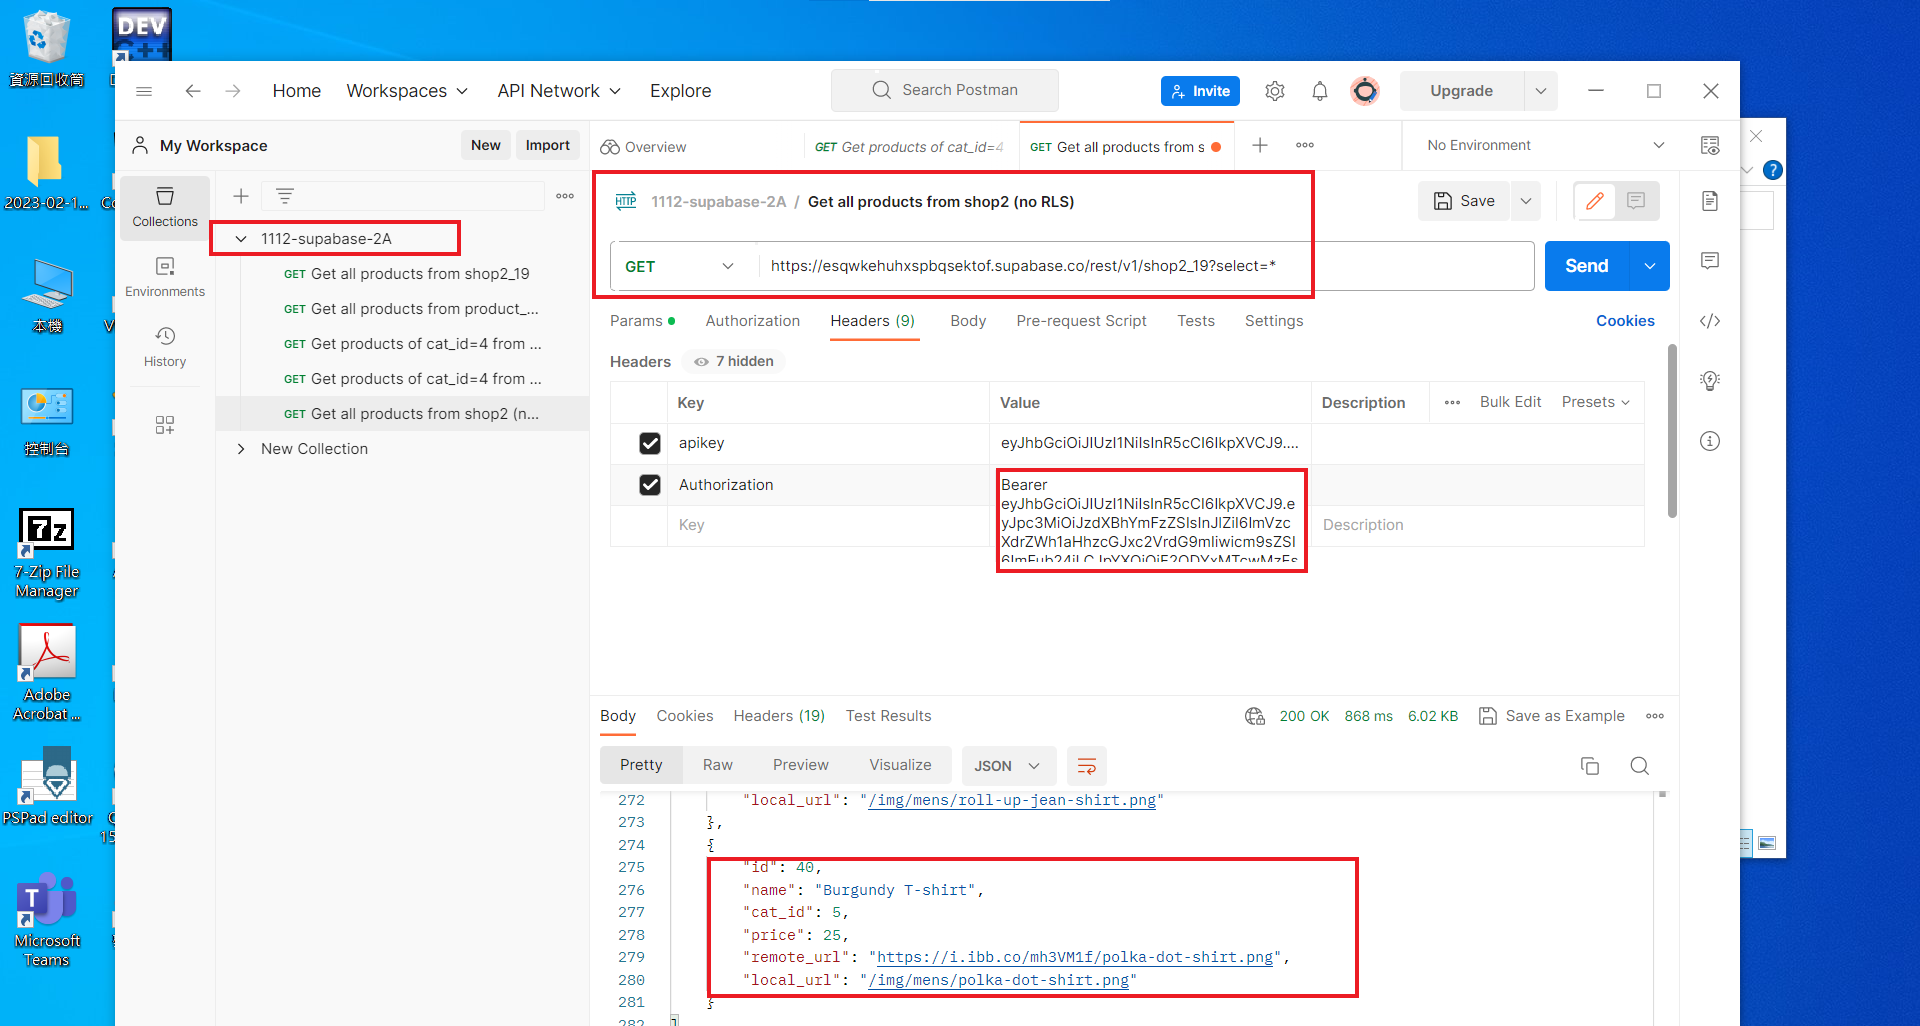 資源回收筒
DEV
C++
2023-02-1...
本機
控制台
7z
7-Zip File
Manager
Adobe
Acrobat ...
PSPad editor
15
T
Microsoft
Teams
Home
Workspaces
API Network
Explore
Search Postman
Invite
Upgrade
My Workspace
New
Import
Overview
GET Get products of cat_id=4
GET Get all products from s
No Environment
Collections
Environments
History
1112-supabase-2A
GET Get all products from shop2_19
GET Get all products from product_...
GET Get products of cat_id=4 from ...
GET Get products of cat_id=4 from ...
GET Get all products from shop2 (n...
New Collection
HTTP
1112-supabase-2A / Get all products from shop2 (no RLS)
Save
GET
https://esqwkehuhxspbqsektof.supabase.co/rest/v1/shop2_19?select=*
Send
Params
Authorization
Headers (9)
Body
Pre-request Script
Tests
Settings
Cookies
Headers
7 hidden
Key
Value
Description
Bulk Edit
Presets
apikey
eyJhbGciOiJIUzI1NiIsInR5cCI6IkpXVCJ9....
Authorization
Bearer
eyJhbGciOiJIUzI1NiIsInR5cCI6IkpXVCJ9.e
yJpc3MiOiJzdXBhYmFzZSIsInJlZiI6ImVzc
XdrZWh1aHhzcGJxc2VrdG9mIiwicm9sZSI
Key
Description
Body
Cookies
Headers (19)
Test Results
200 OK
868 ms
6.02 KB
Save as Example
Pretty
Raw
Preview
Visualize
JSON
272 "local_url": "/img/mens/roll-up-jean-shirt.png"
273 },
274 {
275 "id": 40,
276 "name": "Burgundy T-shirt",
277 "cat_id": 5,
278 "price": 25,
279 "remote_url": "https://i.ibb.co/mh3VM1f/polka-dot-shirt.png",
280 "local_url": "/img/mens/polka-dot-shirt.png"
281 }
282 ]